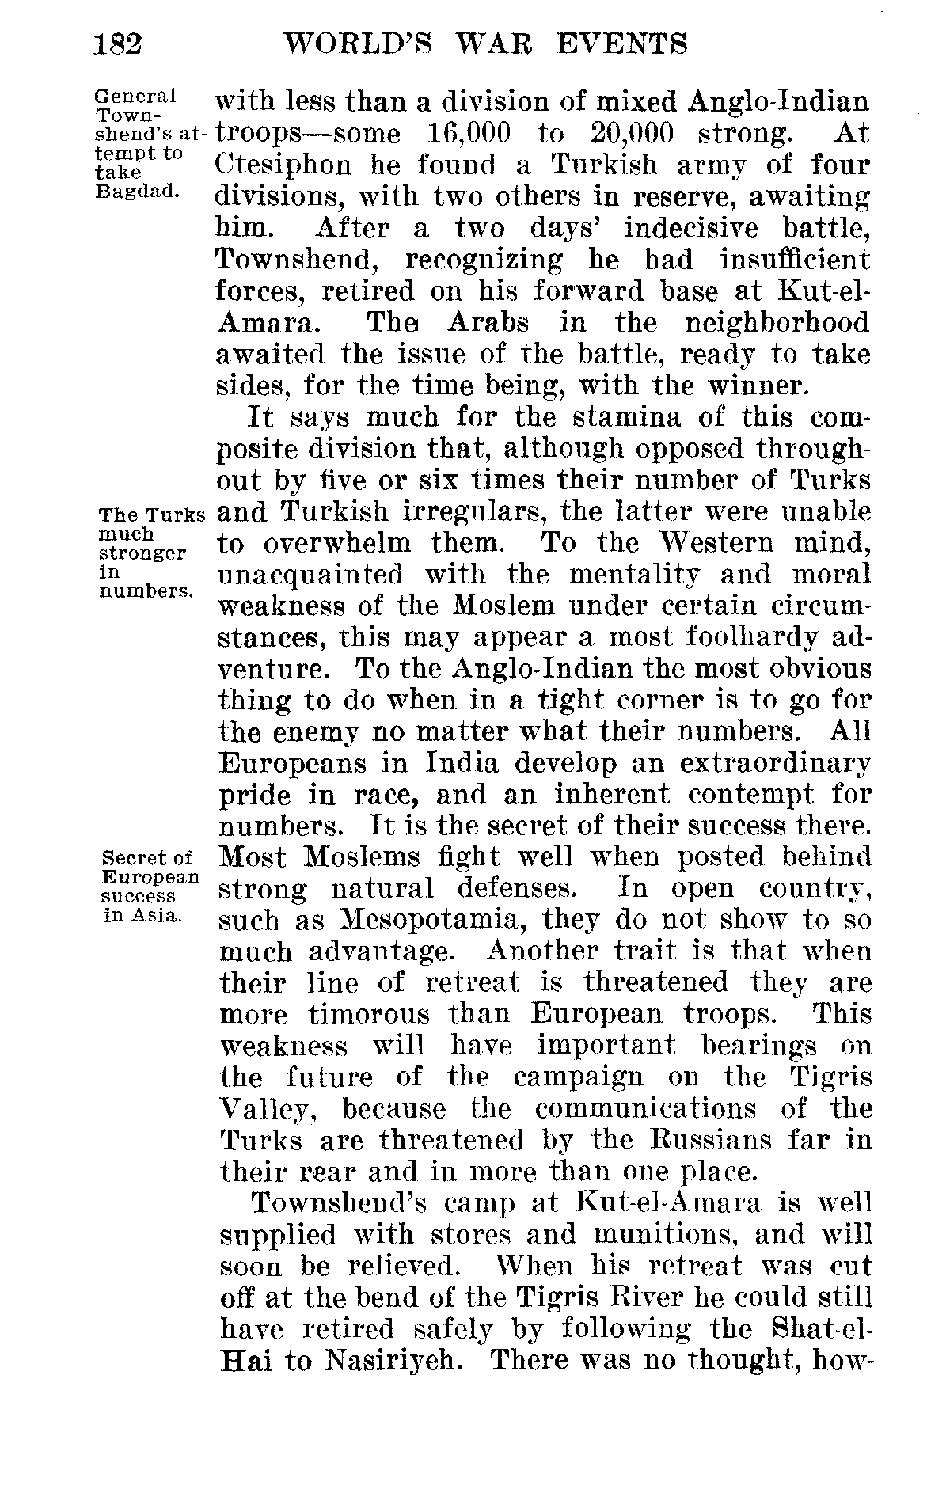 182 WORLD'S WAR EVENTS
General
Town-
shend's at-
tempt to
take
Bagdad.
with less than a division of mixed Anglo-Indian
troops—some 16,000 to 20,000 strong. At
Ctesiphon he found a Turkish army of four
divisions, with two others in reserve, awaiting
him. After a two days' indecisive battle,
Townshend, recognizing he had insufficient
forces, retired on his forward base at Kut-el-
Amara. The Arabs in the neighborhood
awaited the issue of the battle, ready to take
sides, for the time being, with the winner.
It says much for the stamina of this com-
posite division that, although opposed through-
out by five or six times their number of Turks
The Turks
much
stronger
in
numbers.
and Turkish irregulars, the latter were unable
to overwhelm them. To the Western mind,
unacquainted with the mentality and moral
weakness of the Moslem under certain circum-
stances, this may appear a most foolhardy ad-
venture. To the Anglo-Indian the most obvious
thing to do when in a tight corner is to go for
the enemy no matter what their numbers. All
Europeans in India develop an extraordinary
pride in race, and an inherent contempt for
numbers. It is the secret of their success there.
Secret of
European
success
in Asia.
Most Moslems fight well when posted behind
strong natural defenses. In open country,
such as Mesopotamia, they do not show to so
much advantage. Another trait is that when
their line of retreat is threatened they are
more timorous than European troops. This
weakness will have important bearings on
the future of the campaign on the Tigris
Valley, because the communications of the
Turks are threatened by the Russians far in
their rear and in more than one place.
Townshend's camp at Kut-el-Amara is well
supplied with stores and munitions, and will
soon be relieved. When his retreat was cut
off at the bend of the Tigris River he could still
have retired safely by following the Shat-el-
Hai to Nasiriyeh. There was no thought, how-